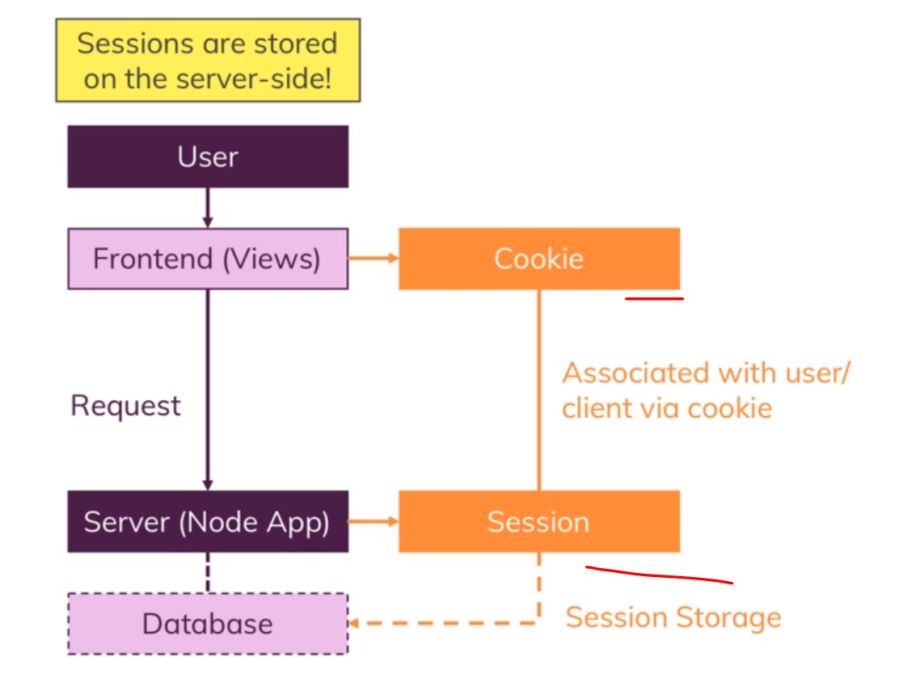 Sessions are stored
on the server-side!
User
Frontend (Views)
Cookie
Request
Associated with user/
client via cookie
Server (Node App)
Session
Database
Session Storage